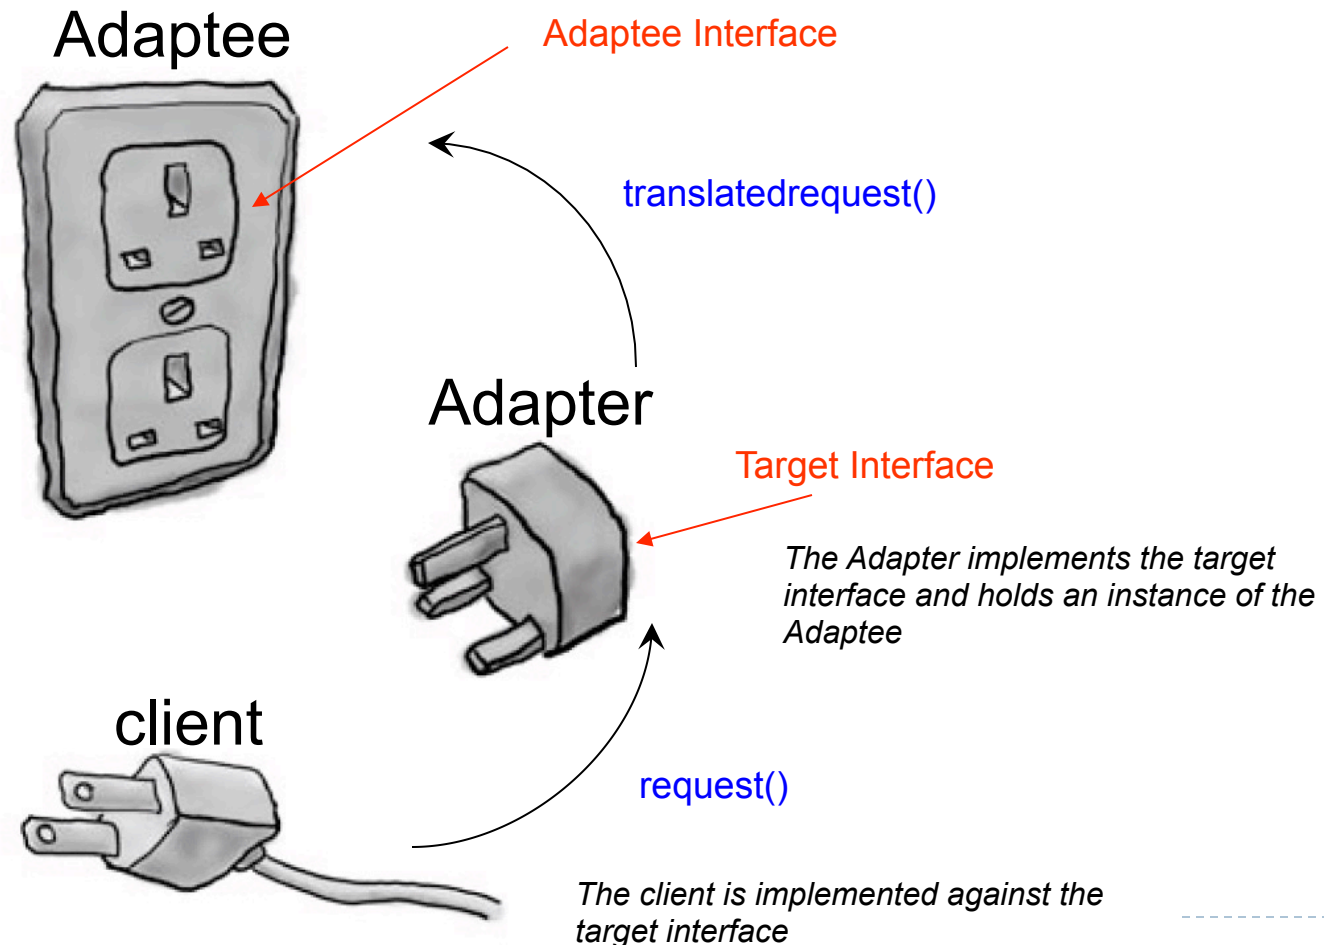 Adaptee
Adaptee Interface
translatedrequest()
Adapter
Target Interface
The Adapter implements the target
interface and holds an instance of the
Adaptee
client
request()
The client is implemented against the
target interface